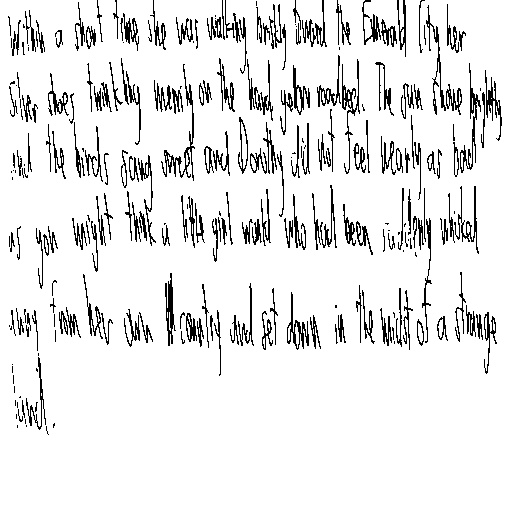 Within a short time she was walking briskly toward the Emerald City, her
silver shoes tinkling merrily on the hard, yellow roadbed. The sun shone bright
and the birds sang sweet and Dorothy did not feel nearly as bad
as you might think a little girl would who had been suddenly whisked
away from her own country and set down in the midst of a strange
land.